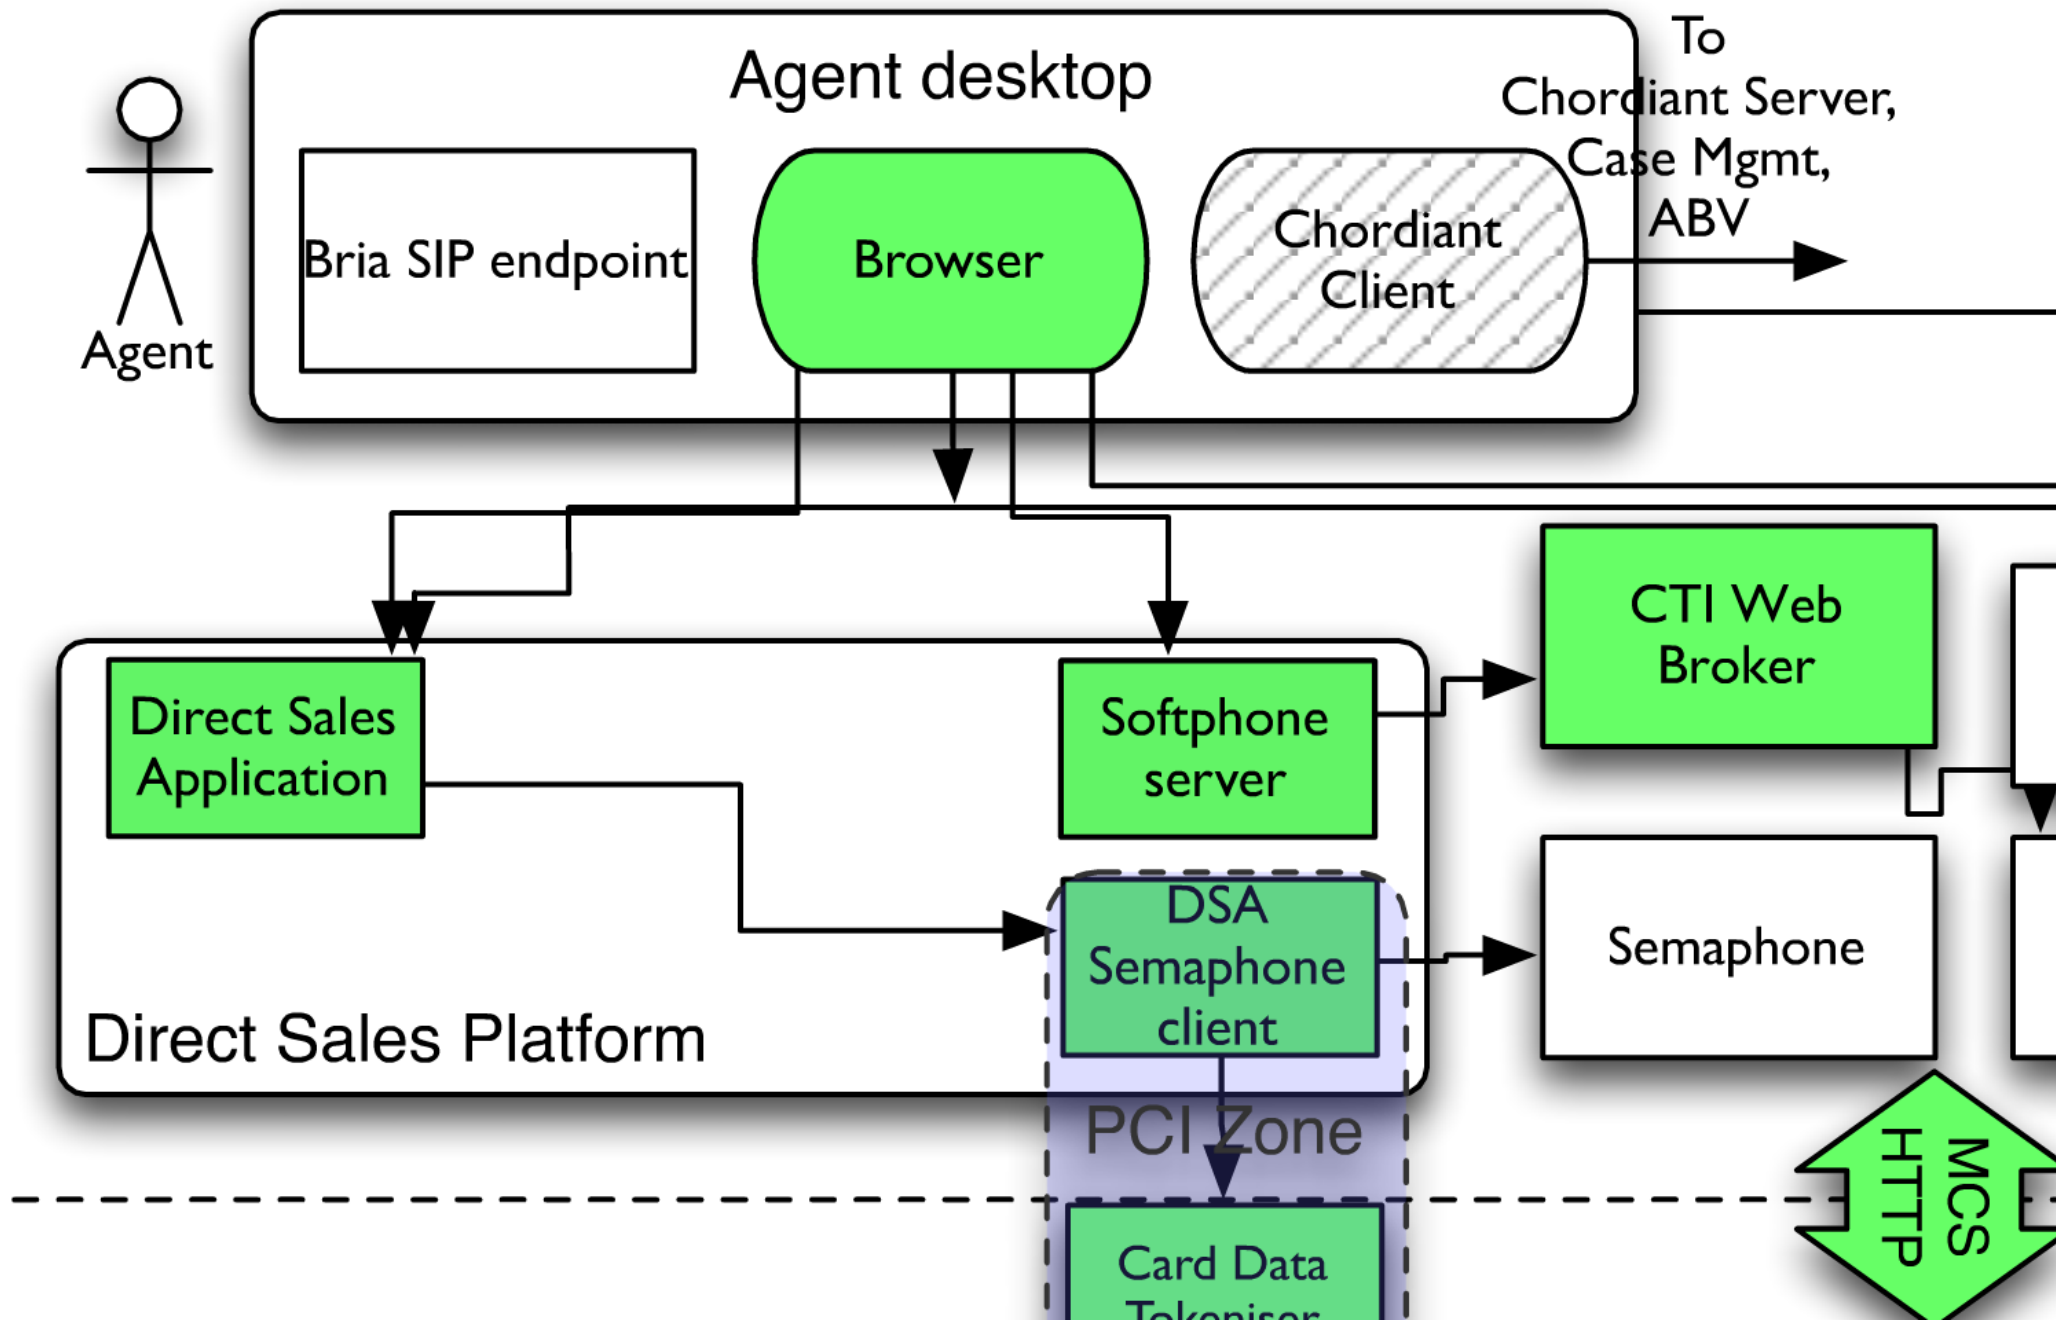 Agent desktop
To
Chordiant Server,
Case Mgmt,
ABV
Bria SIP endpoint
Browser
Chordiant
Client
Agent
CTI Web
Broker
Direct Sales
Application
Softphone
server
DSA
Semaphone
client
Semaphone
Direct Sales Platform
PCI Zone
MCS
HTTP
Card Data
Tokeniser